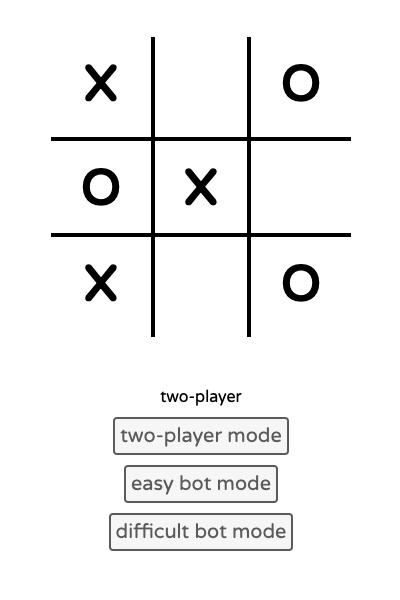 X O
O X
X O
two-player
two-player mode
easy bot mode
difficult bot mode